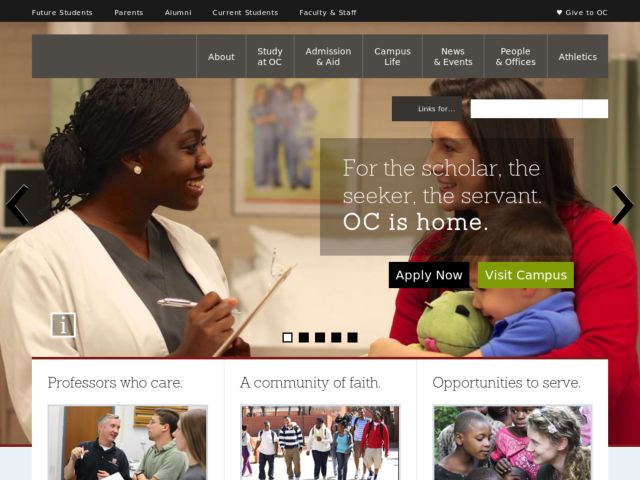 Future Students
Parents
Alumni
Current Students
Faculty & Staff
♥ Give to OC
About
Study
at OC
Admission
& Aid
Campus
Life
News
& Events
People
& Offices
Athletics
Links for...
For the scholar, the
seeker, the servant.
OC is home.
Apply Now
Visit Campus
i
Professors who care.
A community of faith.
Opportunities to serve.